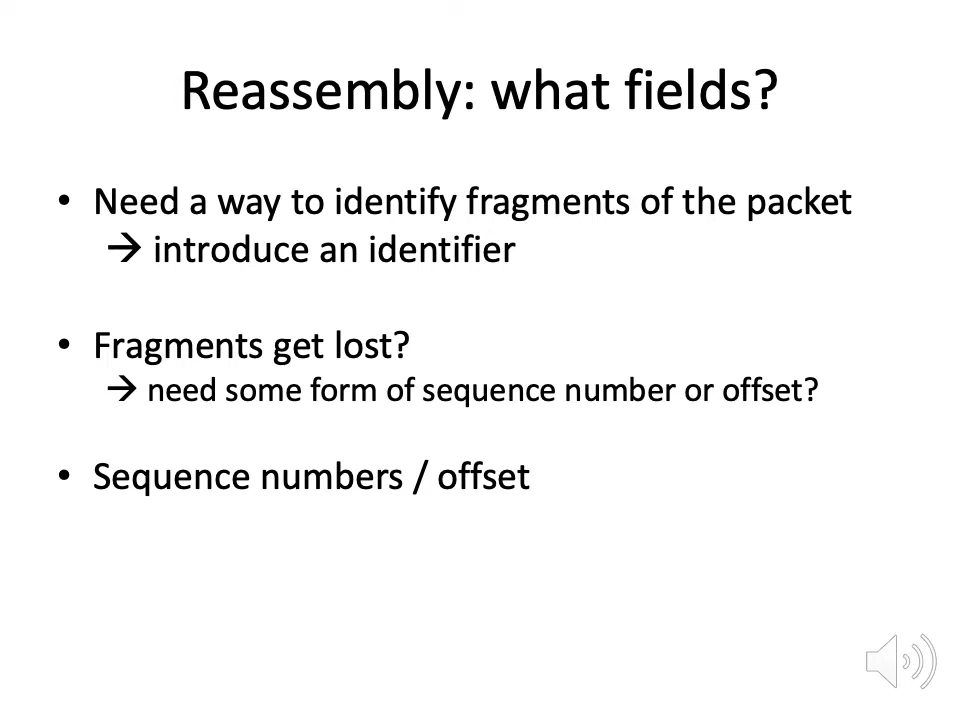 Reassembly: what fields?
• Need a way to identify fragments of the packet
→ introduce an identifier
• Fragments get lost?
→ need some form of sequence number or offset?
• Sequence numbers / offset